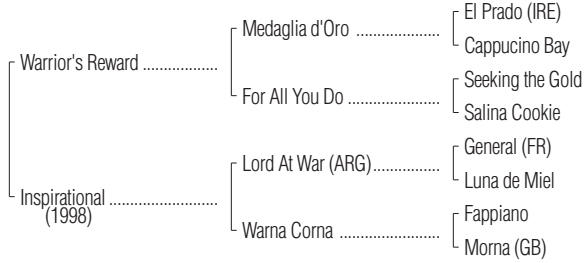 El Prado (IRE)
Medaglia d'Oro ...................
Cappucino Bay
Warrior's Reward ..................
Seeking the Gold
For All You Do ......................
Salina Cookie
General (FR)
Lord At War (ARG)................
Luna de Miel
Inspirational ..........................
(1998)
Fappiano
Warna Corna ........................
Morna (GB)